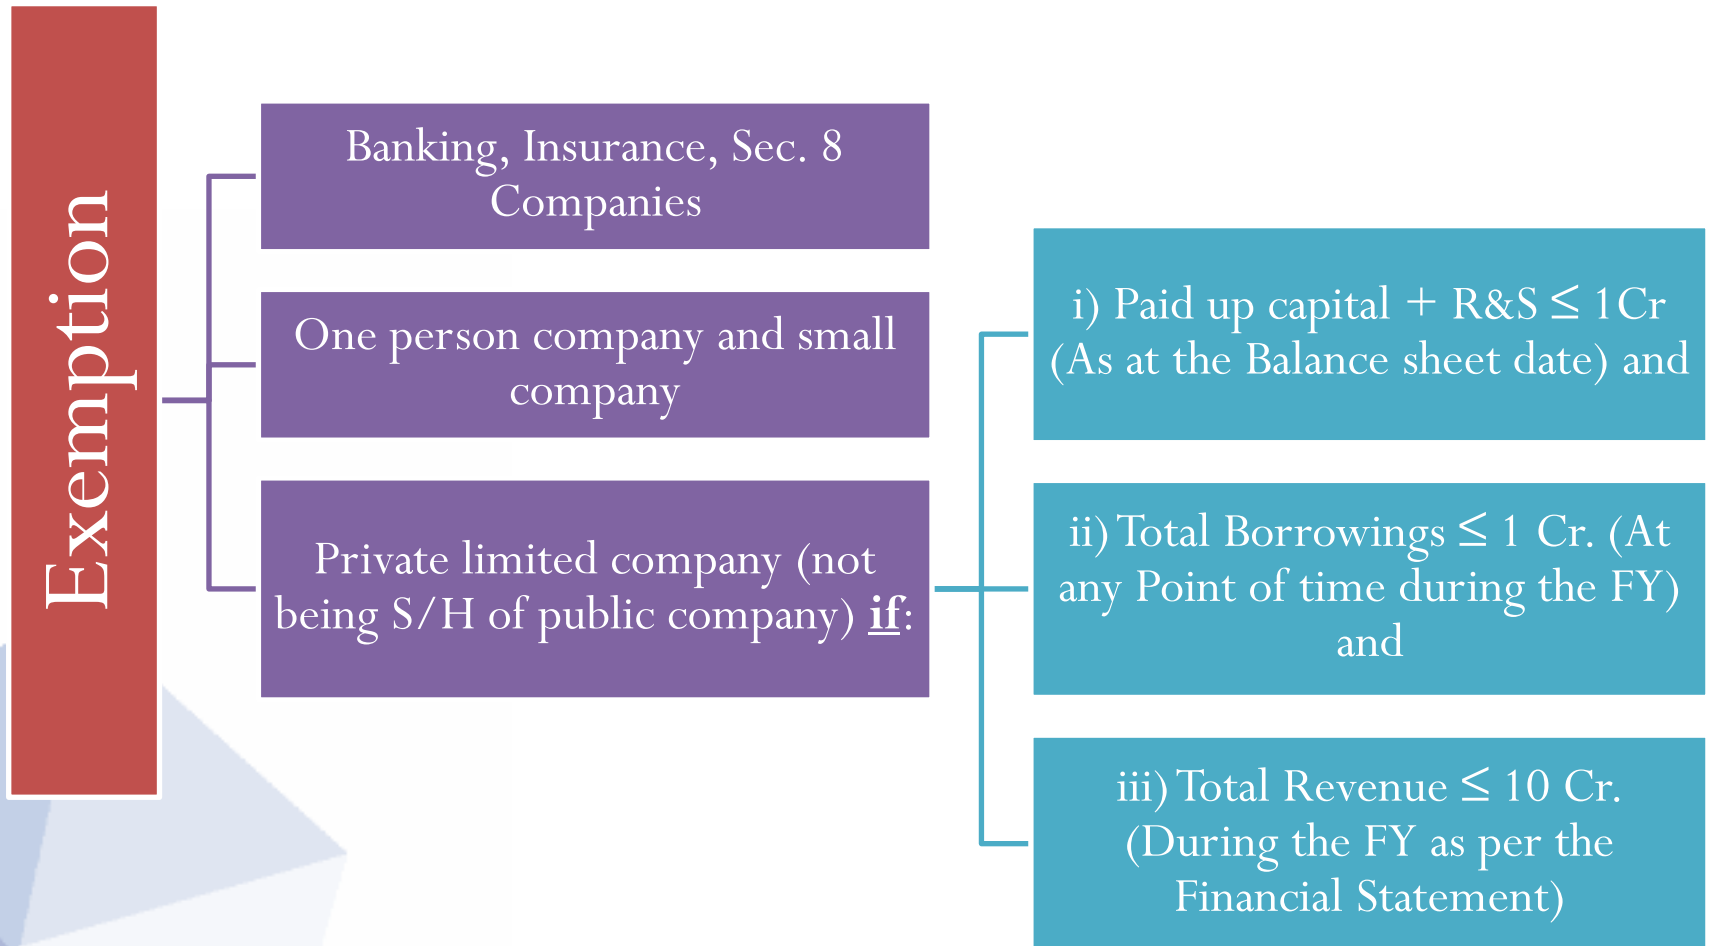 Exemption
Banking, Insurance, Sec. 8
Companies
One person company and small
company
Private limited company (not
being S/H of public company) if:
i) Paid up capital + R&S ≤ 1Cr
(As at the Balance sheet date) and
ii) Total Borrowings ≤ 1 Cr. (At
any Point of time during the FY)
and
iii) Total Revenue ≤ 10 Cr.
(During the FY as per the
Financial Statement)